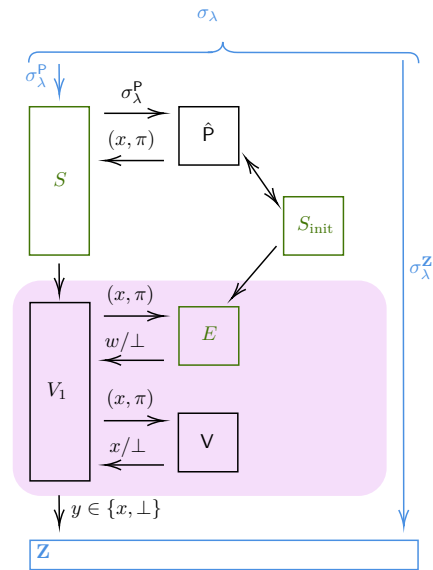 σ_λ
σ_λ^P
σ_λ^P
P̂
(x, π)
S
S_init
σ_λ^Z
(x, π)
E
w/⊥
V_1
(x, π)
V
x/⊥
y ∈ {x, ⊥}
Z